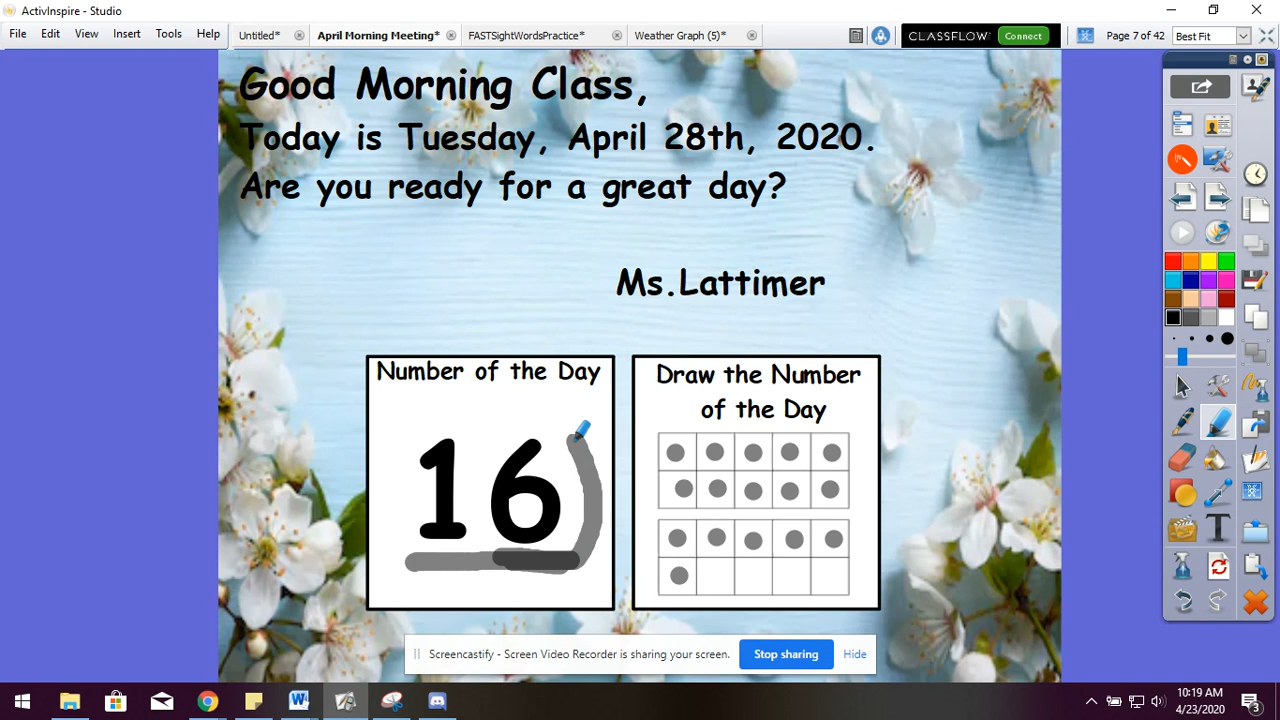 ActivInspire - Studio
File Edit View Insert Tools Help
Untitled* April Morning Meeting* FASTSightWordsPractice* Weather Graph (5)*
CLASSFLOW Connect
Page 7 of 42 Best Fit
Good Morning Class,
Today is Tuesday, April 28th, 2020.
Are you ready for a great day?
Ms.Lattimer
Number of the Day
16
Draw the Number
of the Day
Screencastify - Screen Video Recorder is sharing your screen. Stop sharing Hide
10:19 AM
4/23/2020
3